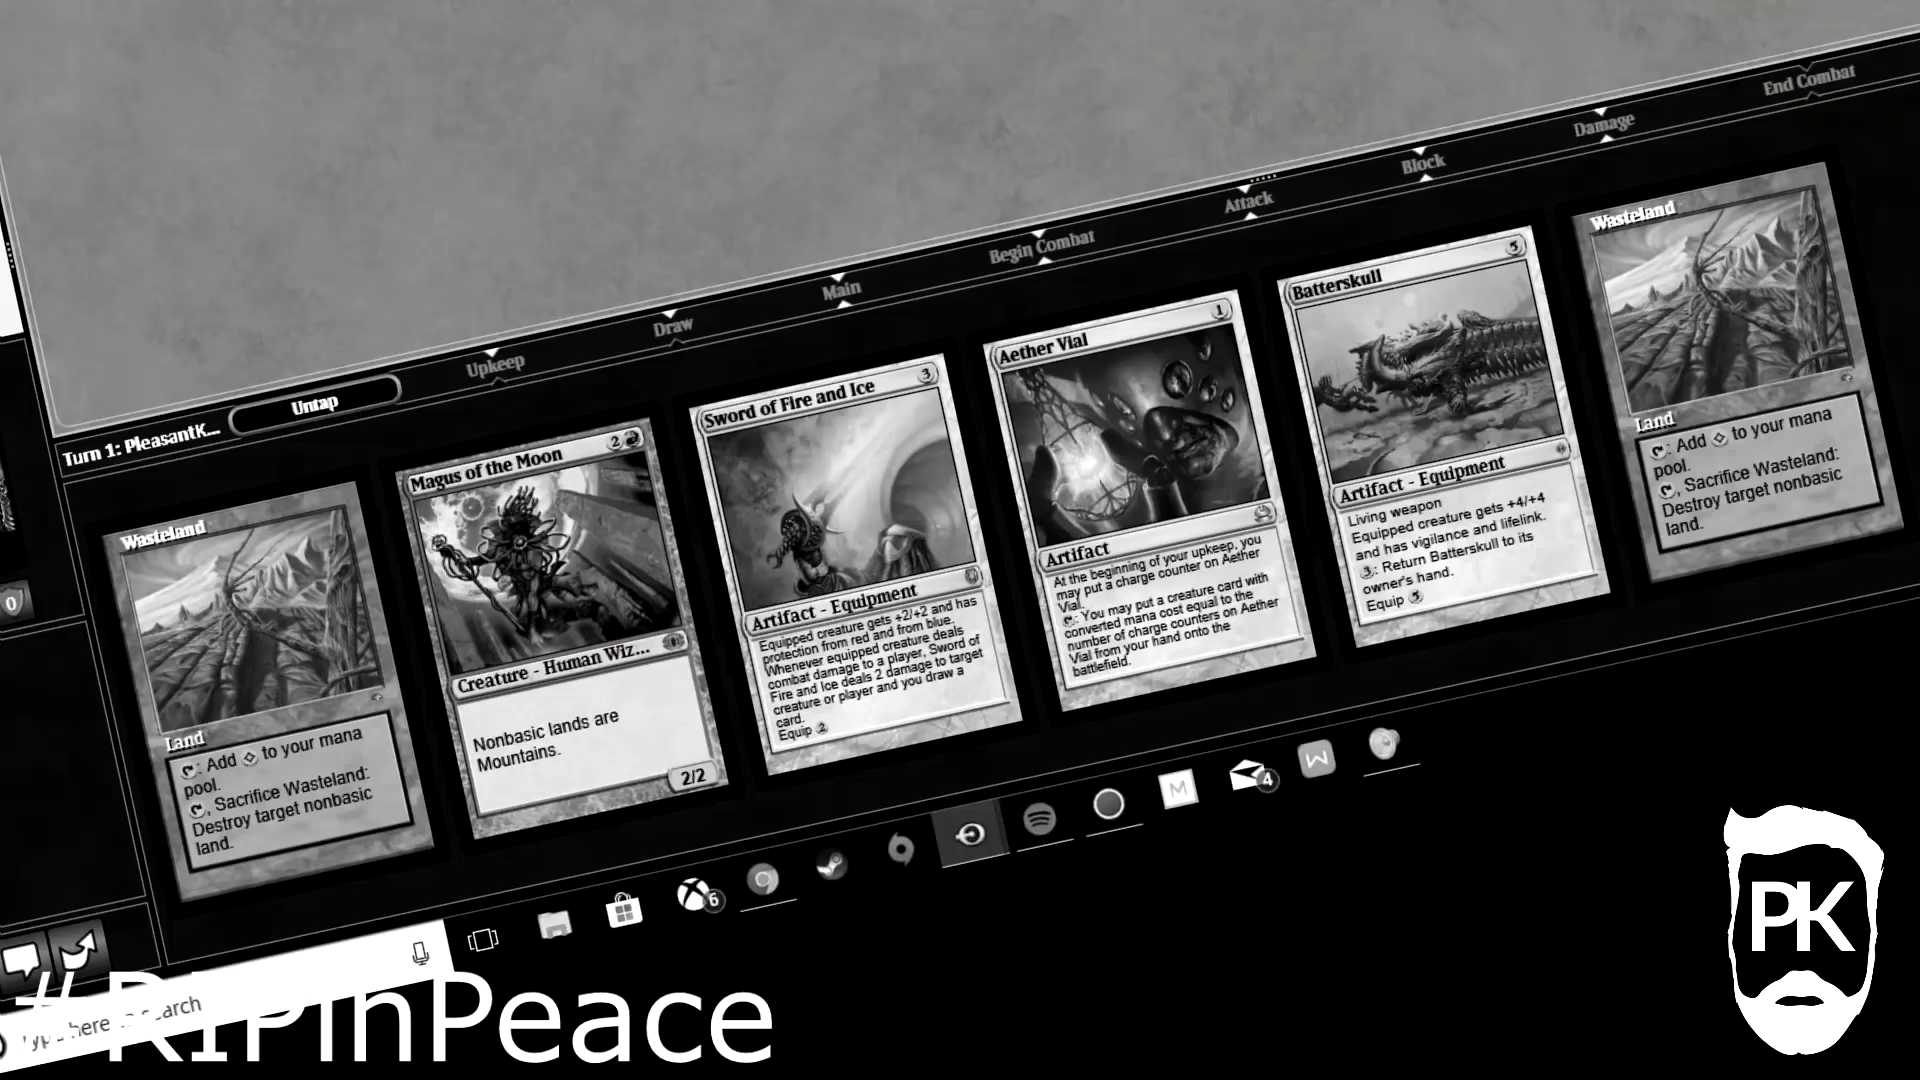 End Combat
Damage
Block
Attack
Begin Combat
Main
Draw
Upkeep
Untap
Turn 1: PleasantK...
Wasteland
Land
: Add to your mana
pool.
, Sacrifice Wasteland:
Destroy target nonbasic
land.
Magus of the Moon
2
Creature - Human Wiz...
Nonbasic lands are
Mountains.
2/2
Sword of Fire and Ice
3
Artifact - Equipment
Equipped creature gets +2/+2 and has
protection from red and from blue.
Whenever equipped creature deals
combat damage to a player, Sword of
Fire and Ice deals 2 damage to target
creature or player and you draw a
card.
Equip 2
Aether Vial
1
Artifact
At the beginning of your upkeep, you
may put a charge counter on Aether
Vial.
: You may put a creature card with
converted mana cost equal to the
number of charge counters on Aether
Vial from your hand onto the
battlefield.
Batterskull
5
Artifact - Equipment
Living weapon
Equipped creature gets +4/+4
and has vigilance and lifelink.
3: Return Batterskull to its
owner's hand.
Equip 5
Wasteland
Land
: Add to your mana
pool.
, Sacrifice Wasteland:
Destroy target nonbasic
land.
0
6
M
4
W
here
search
#RIPinPeace
PK